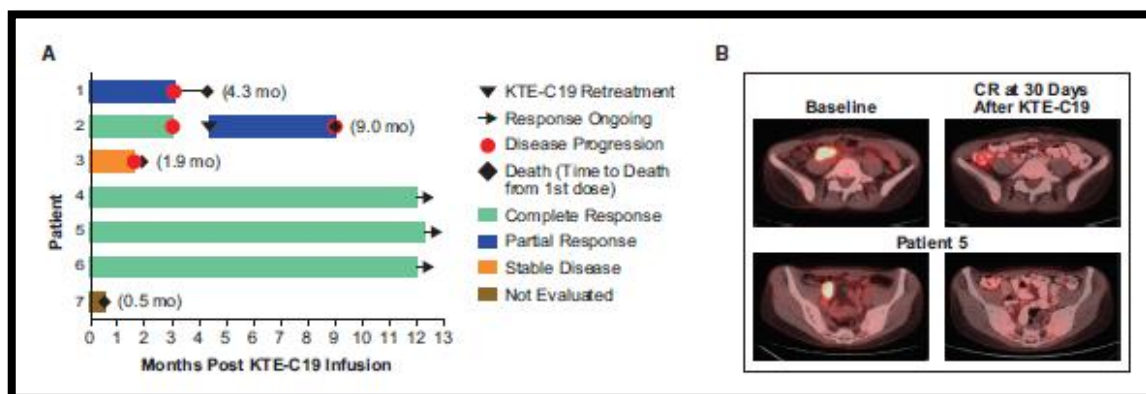 A
1
(4.3 mo)
2
(9.0 mo)
3
(1.9 mo)
4
5
6
7
(0.5 mo)
Patient
0 1 2 3 4 5 6 7 8 9 10 11 12 13
Months Post KTE-C19 Infusion
KTE-C19 Retreatment
Response Ongoing
Disease Progression
Death (Time to Death
from 1st dose)
Complete Response
Partial Response
Stable Disease
Not Evaluated
B
Baseline
CR at 30 Days
After KTE-C19
Patient 5